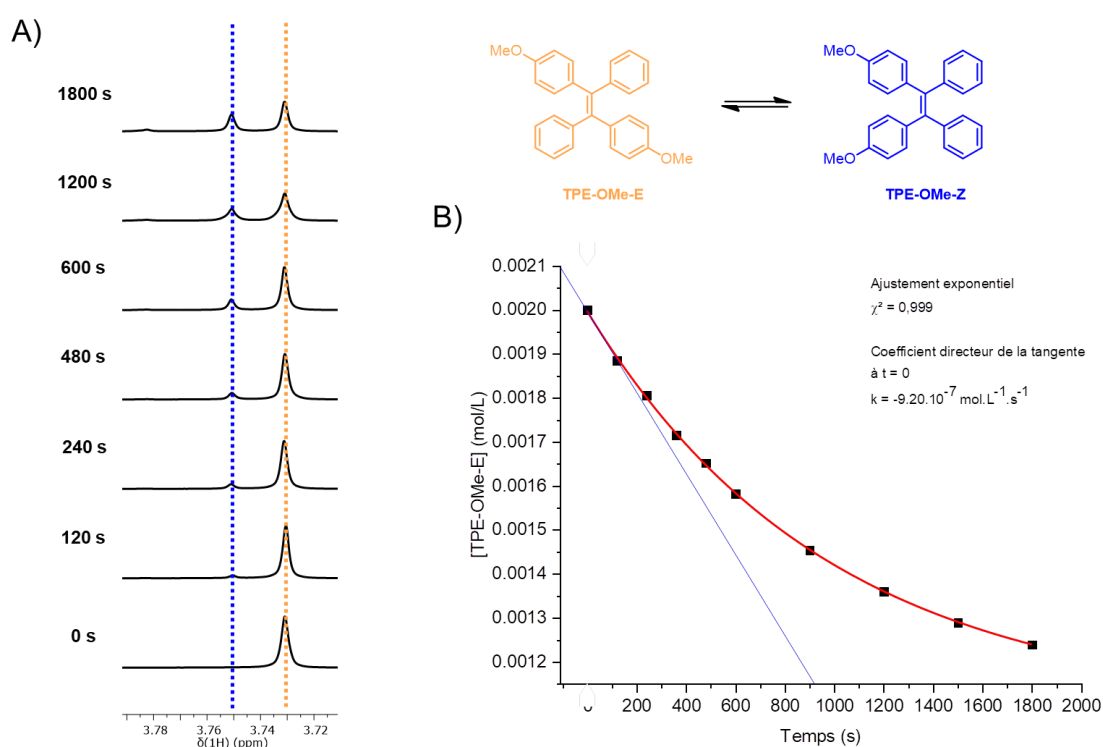 A)
1800 s
1200 s
600 s
480 s
240 s
120 s
0 s
3.78 3.76 3.74 3.72
δ(1H) (ppm)
MeO
OMe
TPE-OMe-E
MeO
MeO
TPE-OMe-Z
B)
0.0021
0.0020
0.0019
0.0018
0.0017
0.0016
0.0015
0.0014
0.0013
0.0012
[TPE-OMe-E] (mol/L)
Ajustement exponentiel
χ² = 0,999
Coefficient directeur de la tangente
à t = 0
k = -9.20.10⁻⁷ mol.L⁻¹.s⁻¹
0 200 400 600 800 1000 1200 1400 1600 1800 2000
Temps (s)